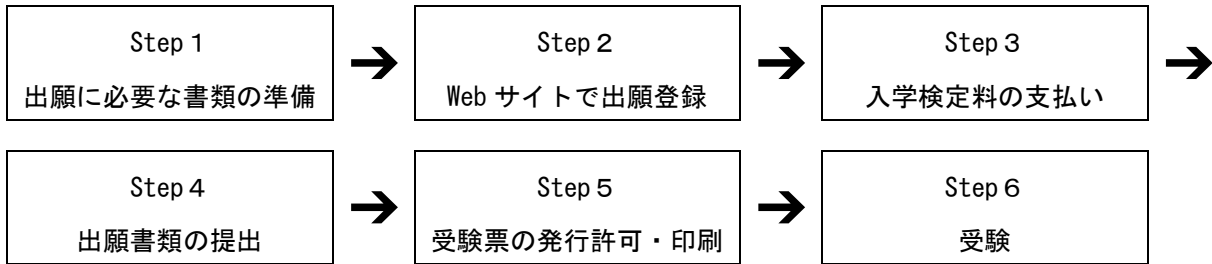 Step１
出願に必要な書類の準備
➔
Step２
Web サイトで出願登録
➔
Step３
入学検定料の支払い
➔
Step４
出願書類の提出
➔
Step５
受験票の発行許可・印刷
➔
Step６
受験